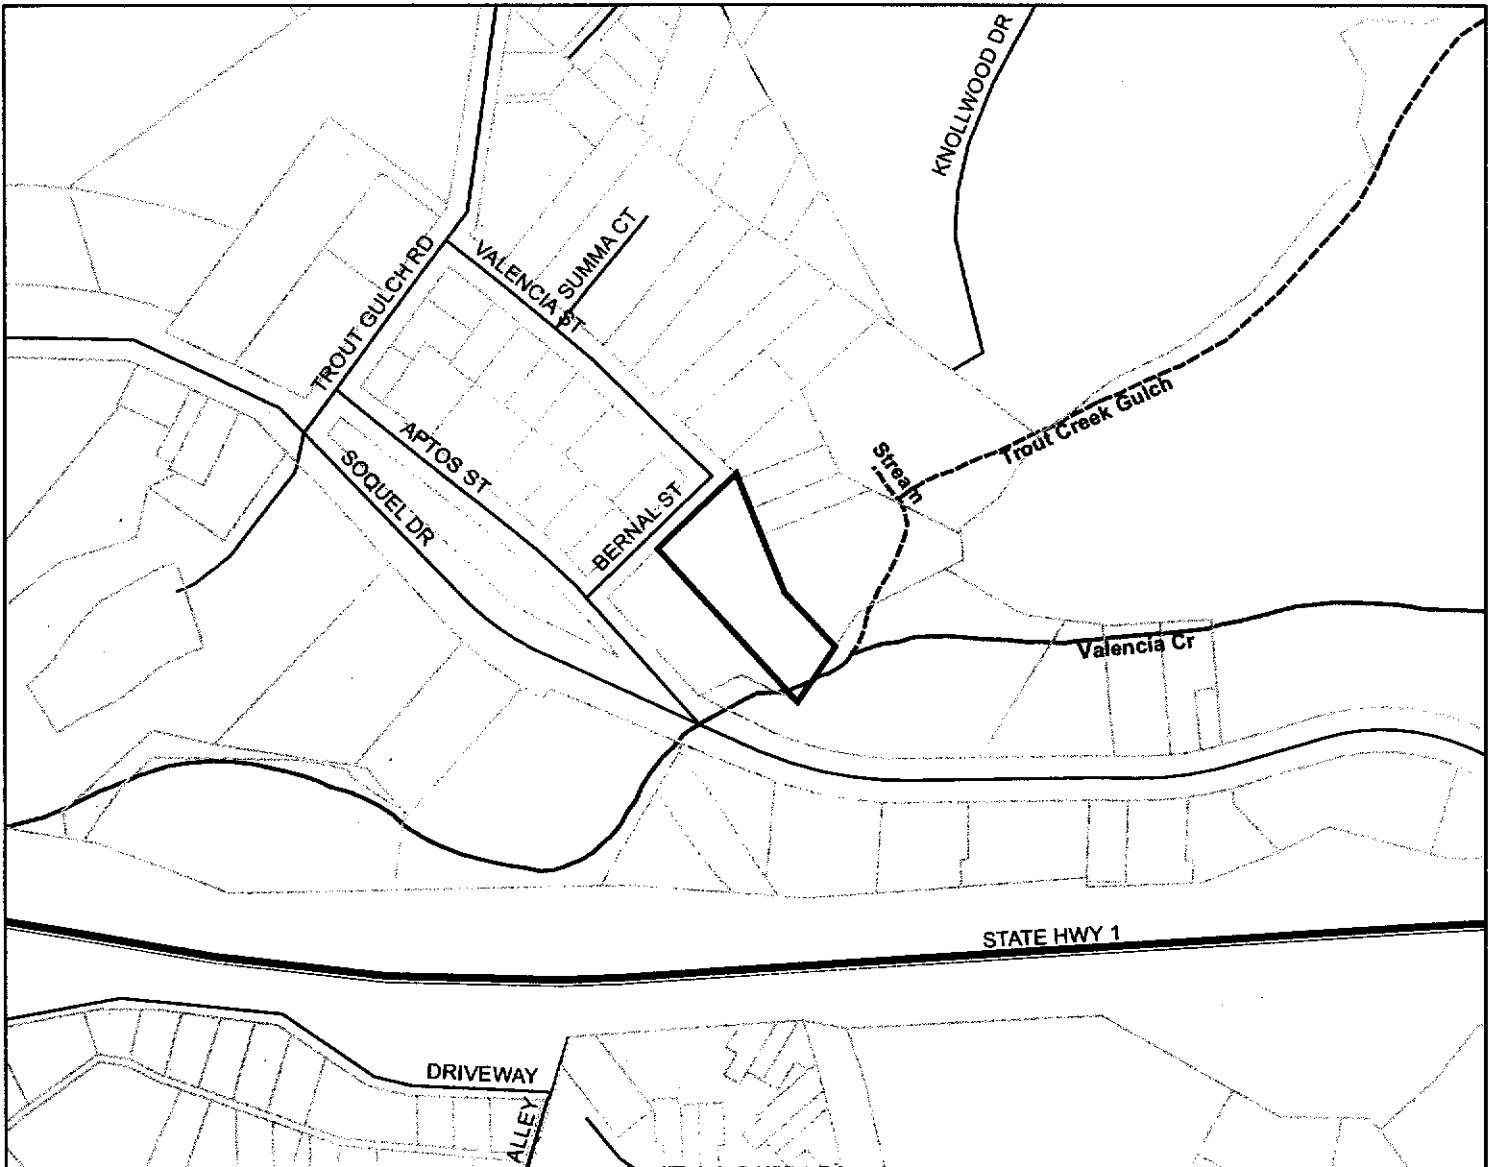 KNOLLWOOD DR
SUMMA CT
VALENCIA ST
TROUT GULCH RD
Trout Creek Gulch
APTOS ST
Stream
SOQUEL DR
BERNAL ST
Valencia Cr
STATE HWY 1
DRIVEWAY
ALLEY